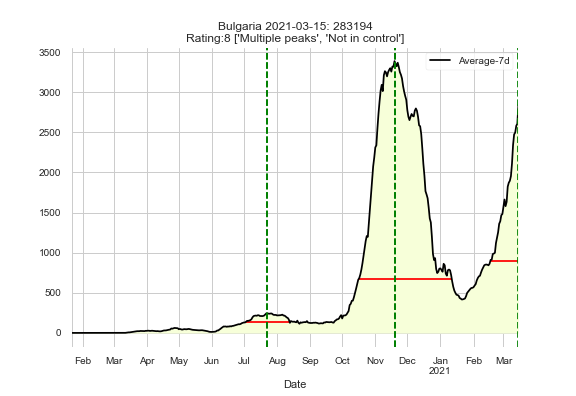 Bulgaria 2021-03-15: 283194
Rating:8 ['Multiple peaks', 'Not in control']
Average-7d
3500
3000
2500
2000
1500
1000
500
0
Feb Mar Apr May Jun Jul Aug Sep Oct Nov Dec Jan Feb Mar
2021
Date